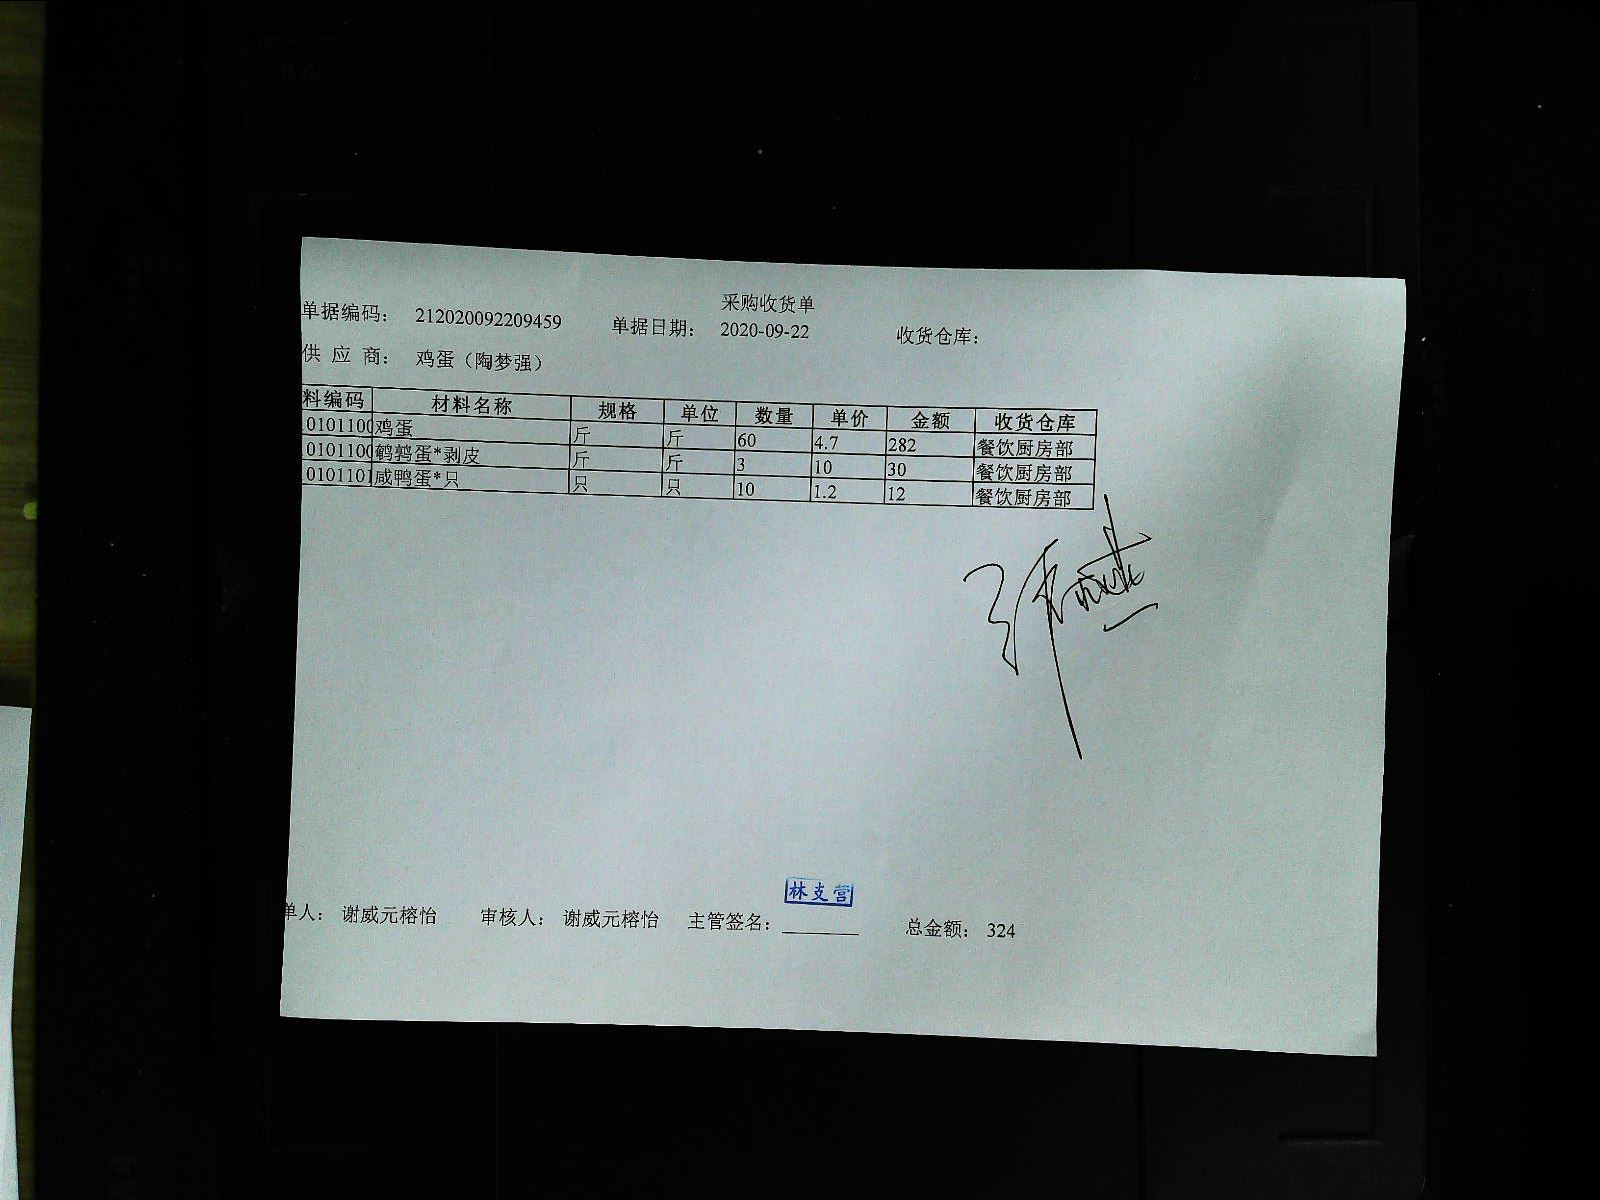 采购收货单
单据编码： 212020092209459 单据日期： 2020-09-22 收货仓库：
供 应 商： 鸡蛋（陶梦强）
料编码 材料名称 规格 单位 数量 单价 金额 收货仓库
0101100 鸡蛋 斤 斤 60 4.7 282 餐饮厨房部
0101100 鹌鹑蛋*剥皮 斤 斤 3 10 30 餐饮厨房部
0101101 咸鸭蛋*只 只 只 10 1.2 12 餐饮厨房部
林支营
单人： 谢威元榕怡 审核人： 谢威元榕怡 主管签名： 总金额： 324